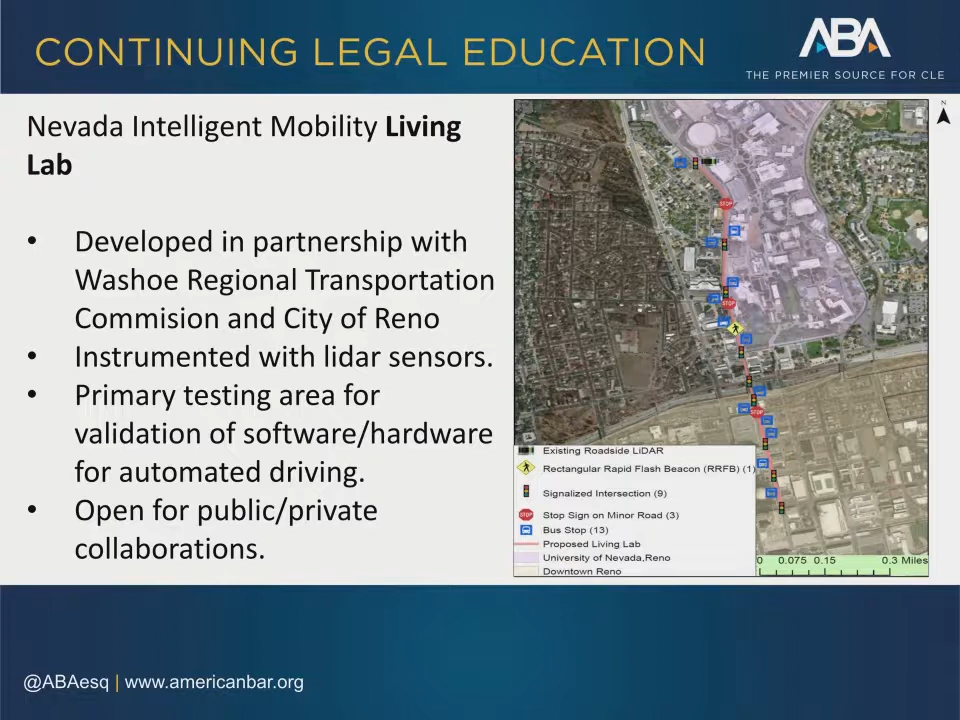 CONTINUING LEGAL EDUCATION
ABA
THE PREMIER SOURCE FOR CLE
Nevada Intelligent Mobility Living
Lab
• Developed in partnership with
Washoe Regional Transportation
Commision and City of Reno
• Instrumented with lidar sensors.
• Primary testing area for
validation of software/hardware
for automated driving.
• Open for public/private
collaborations.
N
STOP
STOP
STOP
Existing Roadside LiDAR
Rectangular Rapid Flash Beacon (RRFB) (1)
Signalized Intersection (9)
STOP Stop Sign on Minor Road (3)
Bus Stop (13)
Proposed Living Lab
University of Nevada,Reno
Downtown Reno
0 0.075 0.15 0.3 Miles
@ABAesq | www.americanbar.org